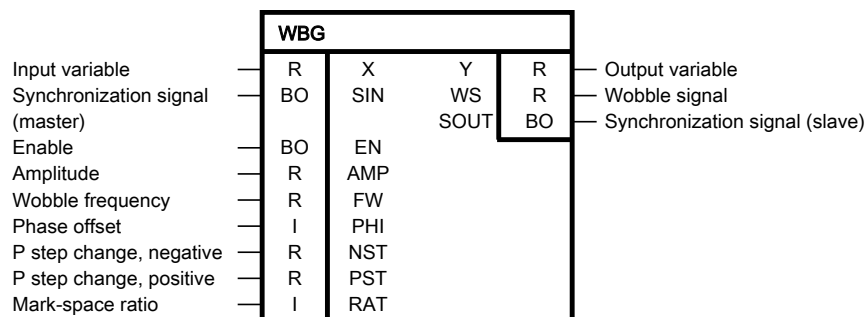 WBG
Input variable R X Y R Output variable
Synchronization signal BO SIN WS R Wobble signal
(master) SOUT BO Synchronization signal (slave)
Enable BO EN
Amplitude R AMP
Wobble frequency R FW
Phase offset I PHI
P step change, negative R NST
P step change, positive R PST
Mark-space ratio I RAT